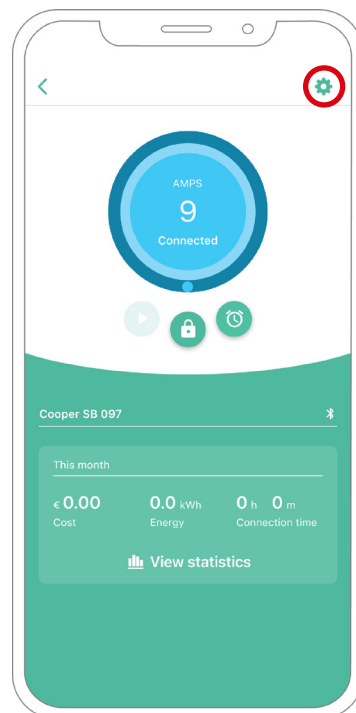 AMPS
9
Connected
Cooper SB 097
This month
€ 0.00 0.0 kWh 0 h 0 m
Cost Energy Connection time
View statistics